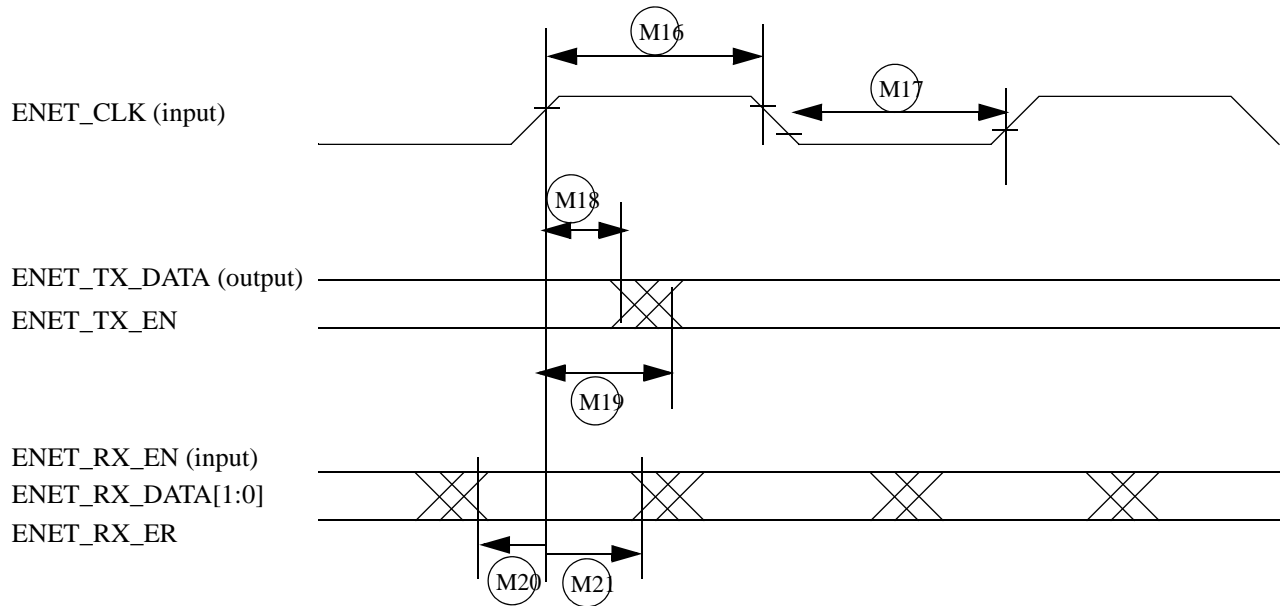 M16
M17
ENET_CLK (input)
M18
ENET_TX_DATA (output)
ENET_TX_EN
M19
ENET_RX_EN (input)
ENET_RX_DATA[1:0]
ENET_RX_ER
M20
M21